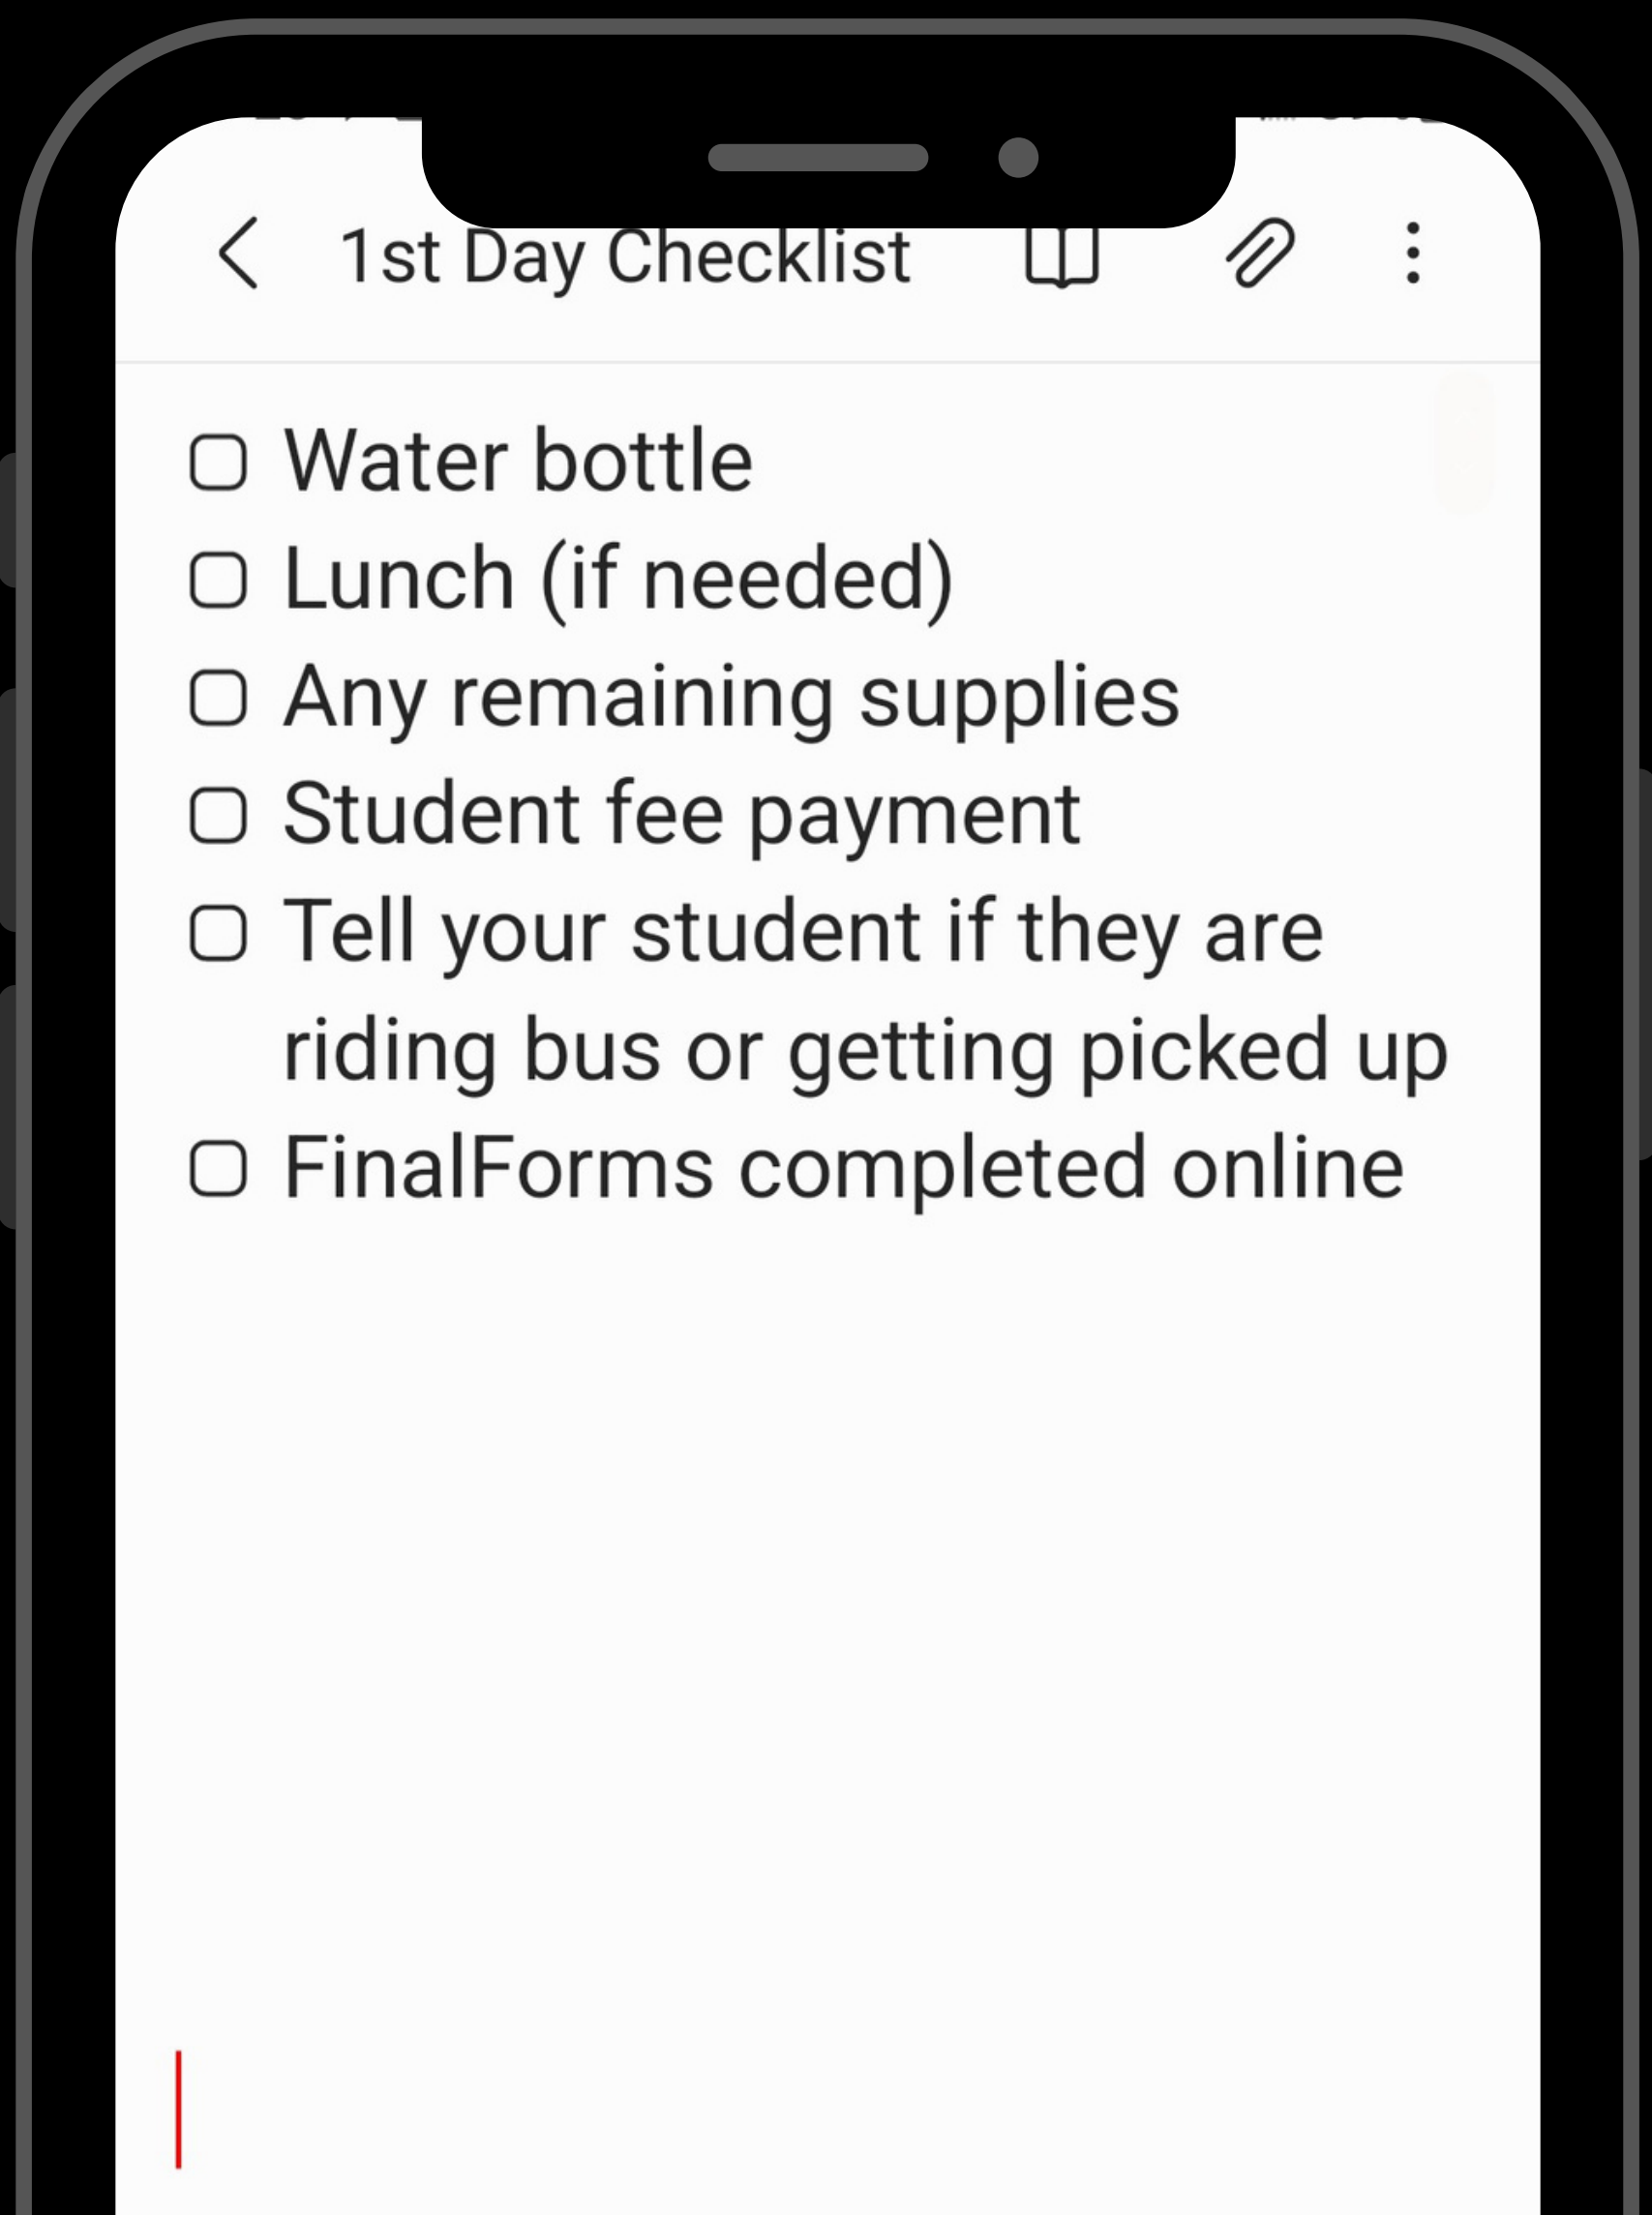 1st Day Checklist
Water bottle
Lunch (if needed)
Any remaining supplies
Student fee payment
Tell your student if they are
riding bus or getting picked up
FinalForms completed online